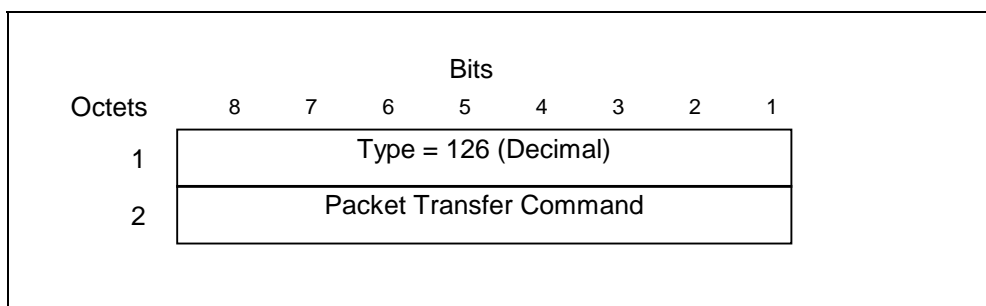 Bits
Octets 8 7 6 5 4 3 2 1
1 Type = 126 (Decimal)
2 Packet Transfer Command